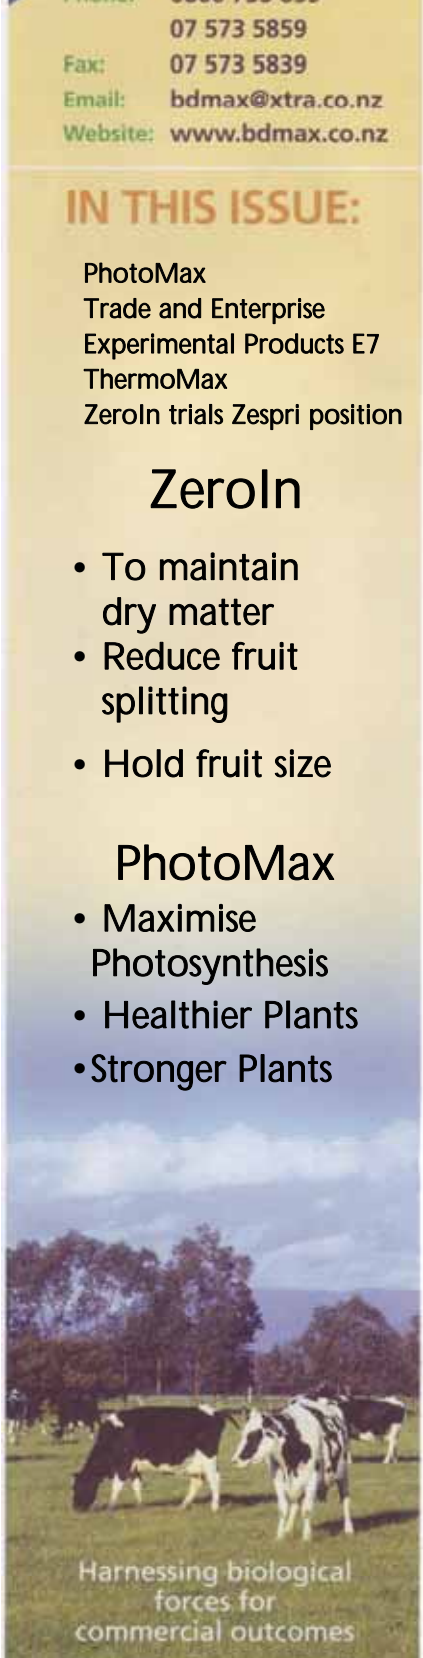 07 573 5859
Fax: 07 573 5839
Email: bdmax@xtra.co.nz
Website: www.bdmax.co.nz
IN THIS ISSUE:
PhotoMax
Trade and Enterprise
Experimental Products E7
ThermoMax
ZeroIn trials Zespri position
ZeroIn
• To maintain
dry matter
• Reduce fruit
splitting
• Hold fruit size
PhotoMax
• Maximise
Photosynthesis
• Healthier Plants
•Stronger Plants
Harnessing biological
forces for
commercial outcomes